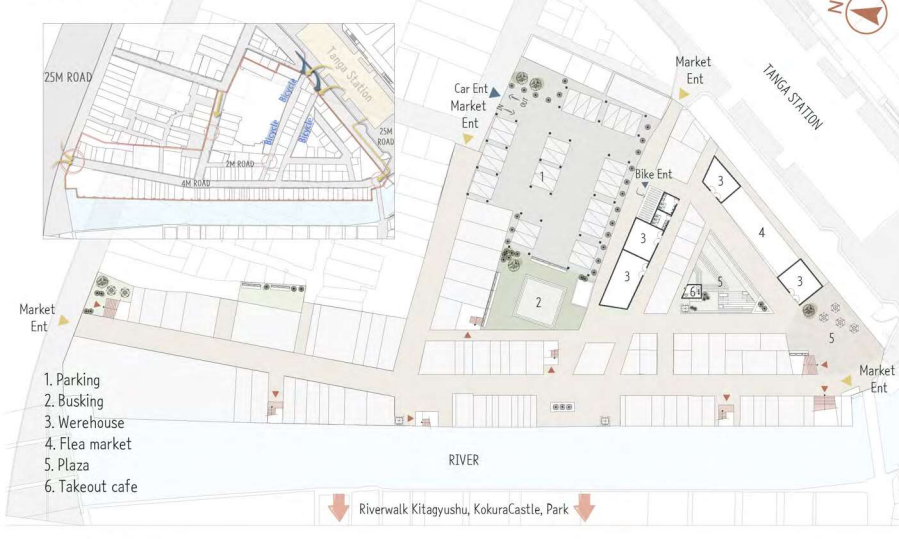 N
25M ROAD
Tanga Station
Bicycle
Bicycle
Bicycle
25M
ROAD
2M ROAD
4M ROAD
Car Ent
Market
Ent
IN
OUT
Market
Ent
TANGA STATION
Bike Ent
1
2
3
3
3
3
4
5
5
6
Market
Ent
Market
Ent
1. Parking
2. Busking
3. Werehouse
4. Flea market
5. Plaza
6. Takeout cafe
RIVER
Riverwalk Kitagyushu, KokuraCastle, Park